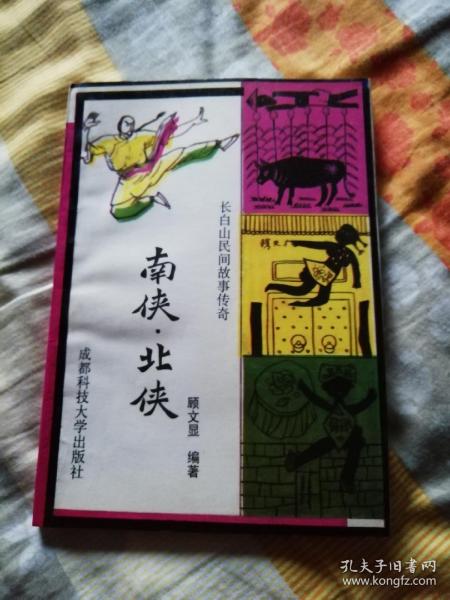 长白山民间故事传奇
南侠·北侠
顾文显 编著
成都科技大学出版社
孔夫子旧书网
www.kongfz.com